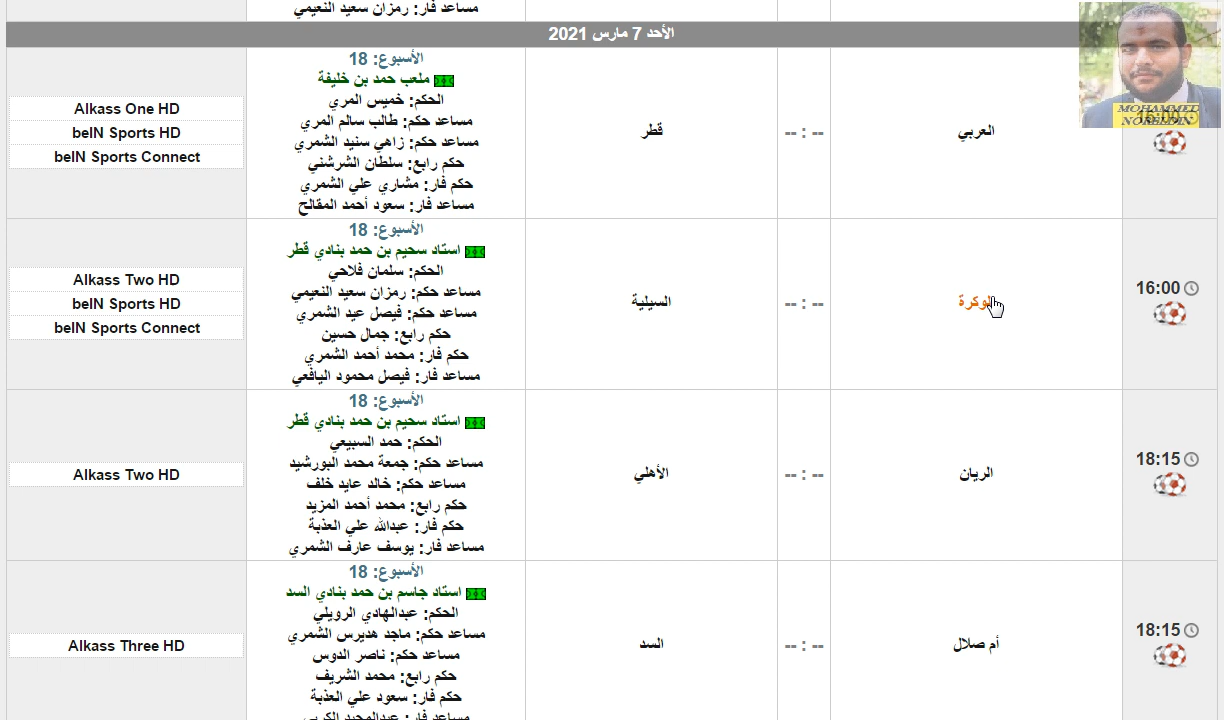 مساعد فار: رمزان سعيد النعيمي
الأحد 7 مارس 2021
MOHAMMED
NORELDIN
16:00
العربي
-- : --
قطر
الأسبوع: 18
ملعب حمد بن خليفة
الحكم: خميس المري
مساعد حكم: طالب سالم المري
مساعد حكم: زاهي سنيد الشمري
حكم رابع: سلطان الشرشني
حكم فار: مشاري علي الشمري
مساعد فار: سعود أحمد المقالح
Alkass One HD
beIN Sports HD
beIN Sports Connect
16:00
الوكرة
-- : --
السيلية
الأسبوع: 18
استاد سحيم بن حمد بنادي قطر
الحكم: سلمان فلاحي
مساعد حكم: رمزان سعيد النعيمي
مساعد حكم: فيصل عيد الشمري
حكم رابع: جمال حسين
حكم فار: محمد أحمد الشمري
مساعد فار: فيصل محمود اليافعي
Alkass Two HD
beIN Sports HD
beIN Sports Connect
18:15
الريان
-- : --
الأهلي
الأسبوع: 18
استاد سحيم بن حمد بنادي قطر
الحكم: حمد السبيعي
مساعد حكم: جمعة محمد البورشيد
مساعد حكم: خالد عايد خلف
حكم رابع: محمد أحمد المزيد
حكم فار: عبدالله علي العذبة
مساعد فار: يوسف عارف الشمري
Alkass Two HD
18:15
أم صلال
-- : --
السد
الأسبوع: 18
استاد جاسم بن حمد بنادي السد
الحكم: عبدالهادي الرويلي
مساعد حكم: ماجد هديرس الشمري
مساعد حكم: ناصر الدوس
حكم رابع: محمد الشريف
حكم فار: سعود علي العذبة
مساعد فار: عبدالمجيد الكربي
Alkass Three HD